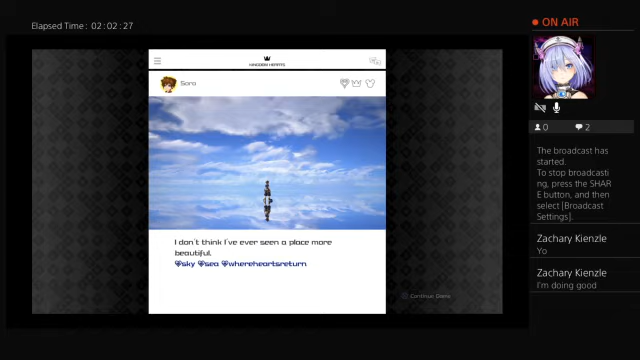 Elapsed Time : 02:02:27
ON AIR
KINGDOM HEARTS
Sora
I don't think I've ever seen a place more
beautiful.
sky sea whereheartsreturn
Continue Game
0
2
The broadcast has
started.
To stop broadcasti
ng, press the SHAR
E button, and then
select [Broadcast
Settings].
Zachary Kienzle
Yo
Zachary Kienzle
I'm doing good